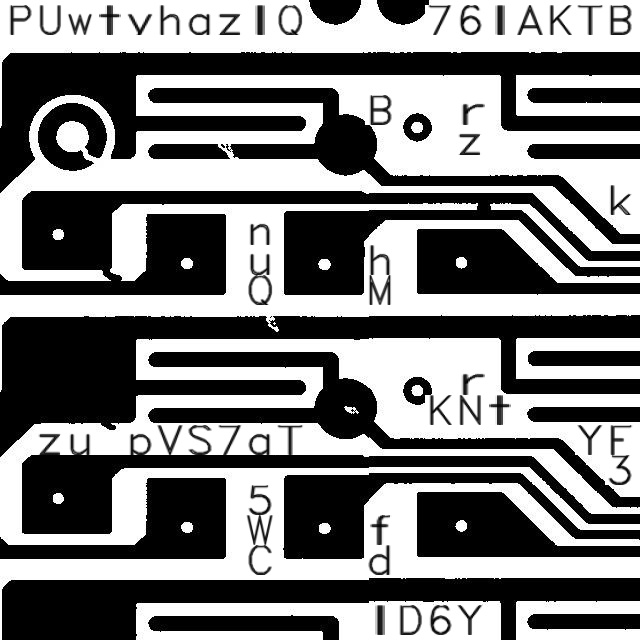 PUwtvhazIQ 76IAKTB
B r
z
k
n
u h
Q M
r
KNt
zu pVS7aT YE
3
5
W f
C d
ID6Y